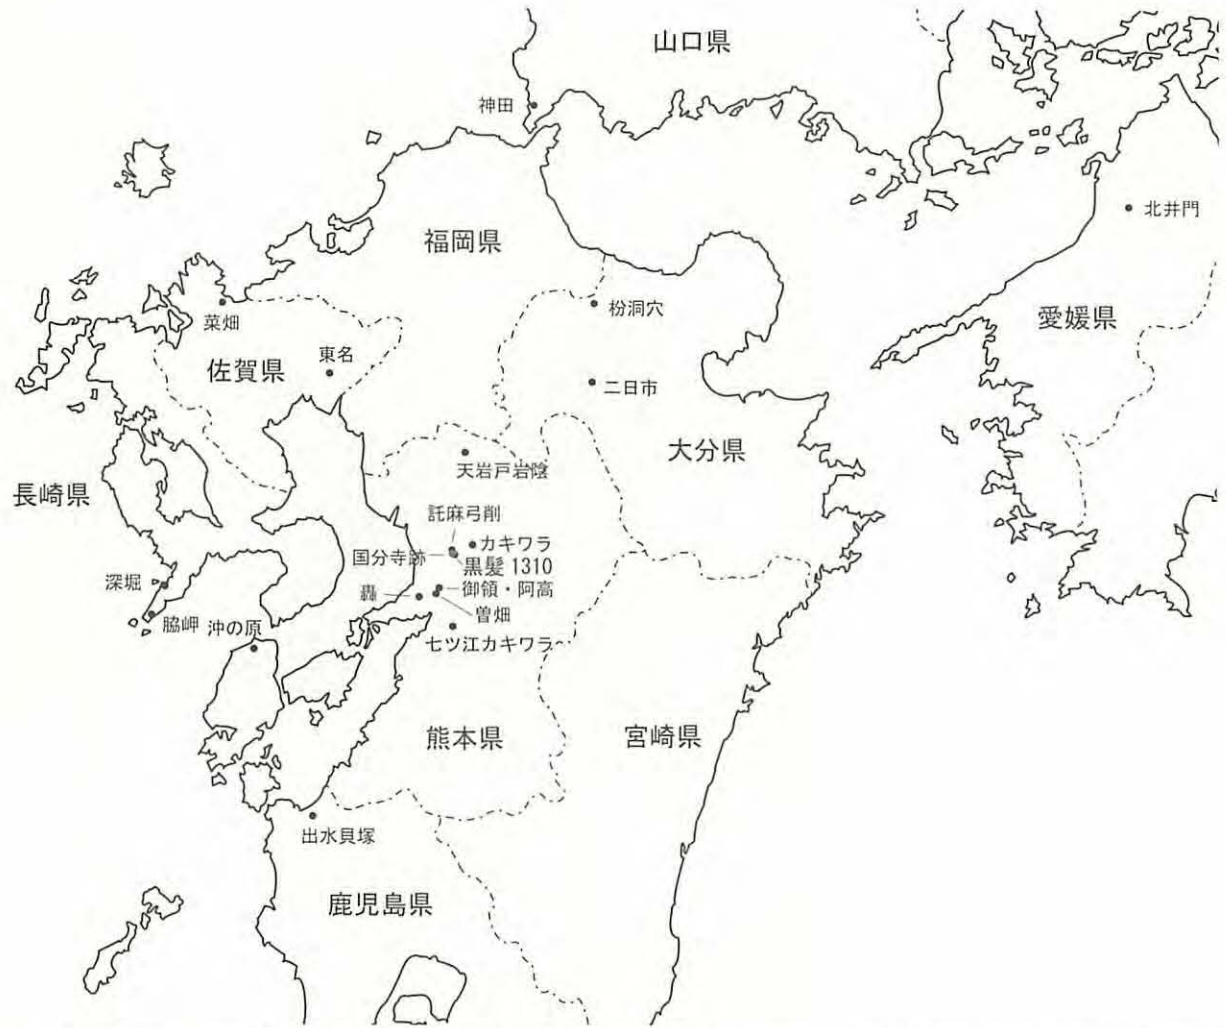 山口県
神田
北井門
福岡県
枌洞穴
愛媛県
菜畑
東名
佐賀県
二日市
大分県
天岩戸岩陰
長崎県
託麻弓削
カキワラ
国分寺跡
黒髪 1310
深堀
轟
御領・阿高
曽畑
脇岬
沖の原
七ツ江カキワラ
熊本県
宮崎県
出水貝塚
鹿児島県